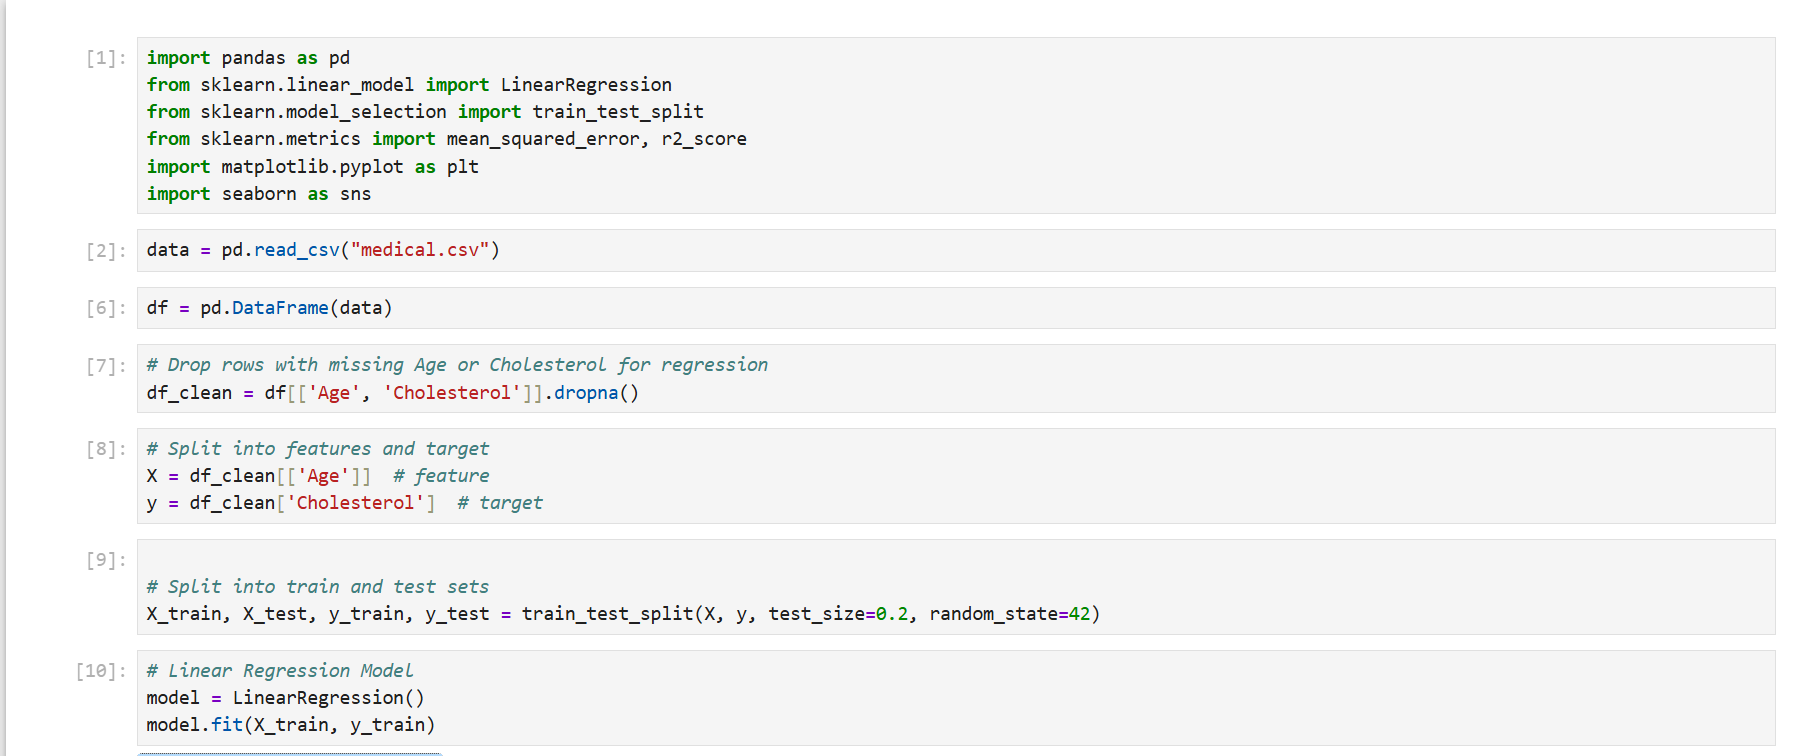 [1]: import pandas as pd
from sklearn.linear_model import LinearRegression
from sklearn.model_selection import train_test_split
from sklearn.metrics import mean_squared_error, r2_score
import matplotlib.pyplot as plt
import seaborn as sns
[2]: data = pd.read_csv("medical.csv")
[6]: df = pd.DataFrame(data)
[7]: # Drop rows with missing Age or Cholesterol for regression
df_clean = df[['Age', 'Cholesterol']].dropna()
[8]: # Split into features and target
X = df_clean[['Age']]  # feature
y = df_clean['Cholesterol']  # target
[9]:
# Split into train and test sets
X_train, X_test, y_train, y_test = train_test_split(X, y, test_size=0.2, random_state=42)
[10]: # Linear Regression Model
model = LinearRegression()
model.fit(X_train, y_train)